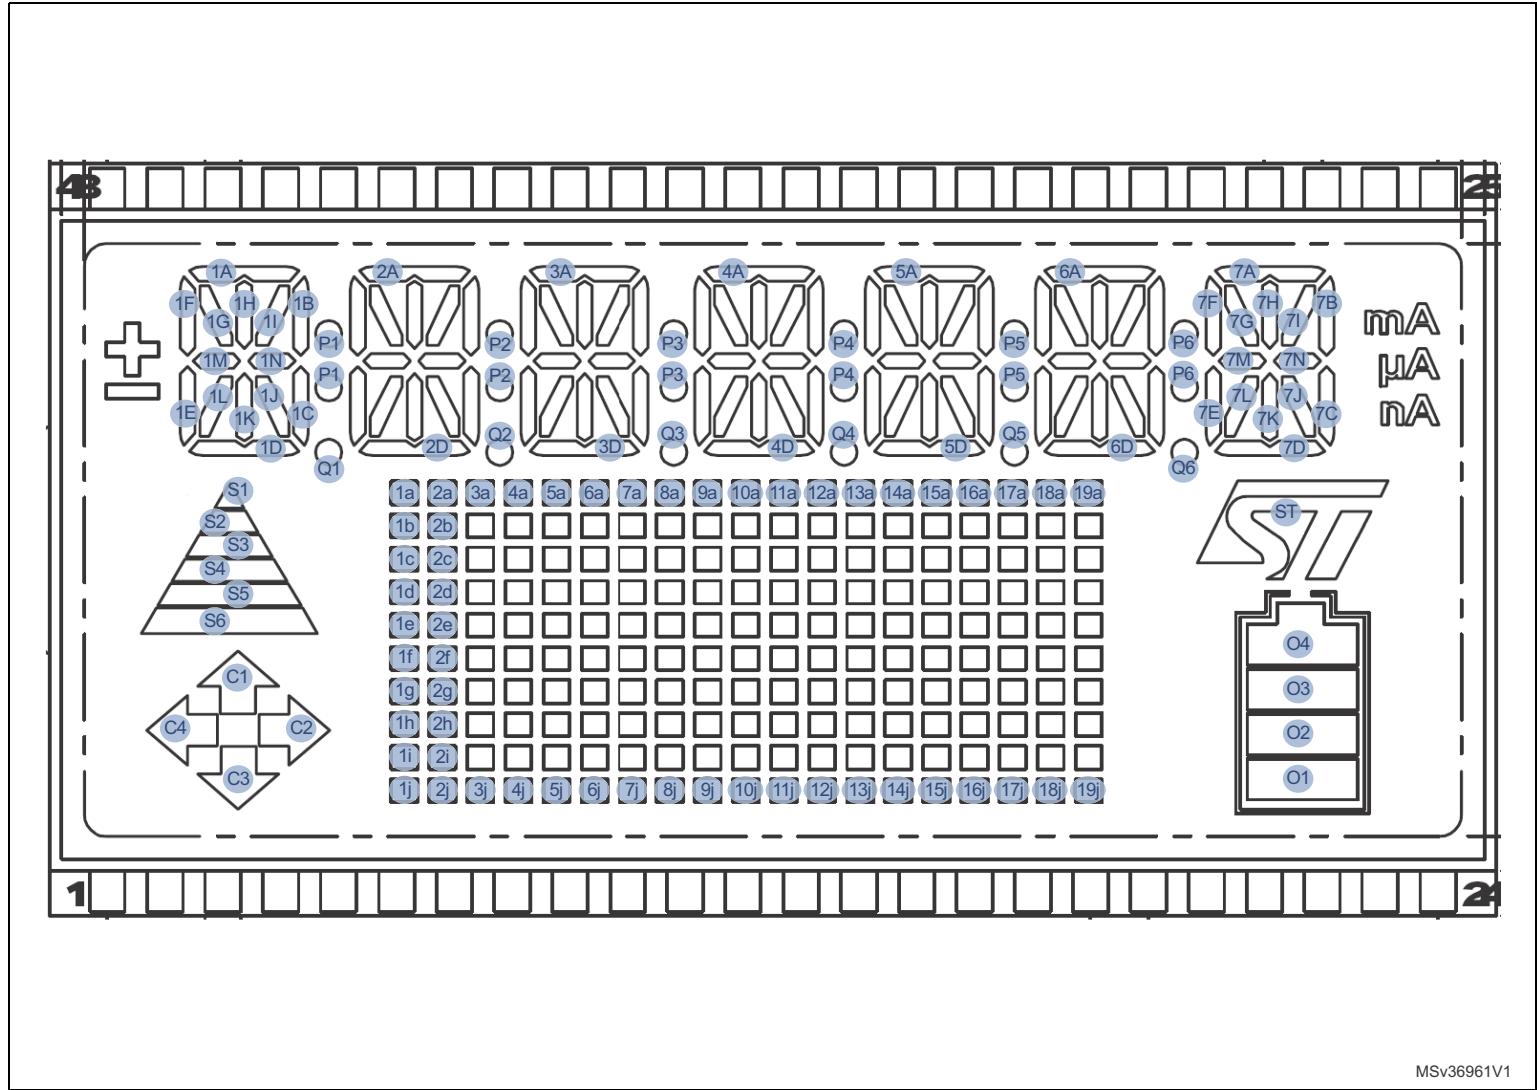 48 25
1A 2A 3A 4A 5A 6A 7A
1F 1H 1B 7F 7H 7B
1G 1I 7G 7I mA
P1 P2 P3 P4 P5 P6
1M 1N 7M 7N µA
P1 P2 P3 P4 P5 P6
1L 1J 7L 7J
1E 1K 1C 7E 7K 7C nA
Q1 Q2 Q3 Q4 Q5 Q6
1D 2D 3D 4D 5D 6D 7D
S1
S2
S3
S4
S5
S6
C1
C4 C2
C3
1a 2a 3a 4a 5a 6a 7a 8a 9a 10a 11a 12a 13a 14a 15a 16a 17a 18a 19a
1b 2b
1c 2c
1d 2d
1e 2e
1f 2f
1g 2g
1h 2h
1i 2i
1j 2j 3j 4j 5j 6j 7j 8j 9j 10j 11j 12j 13j 14j 15j 16j 17j 18j 19j
ST
O4
O3
O2
O1
1 24
MSv36961V1